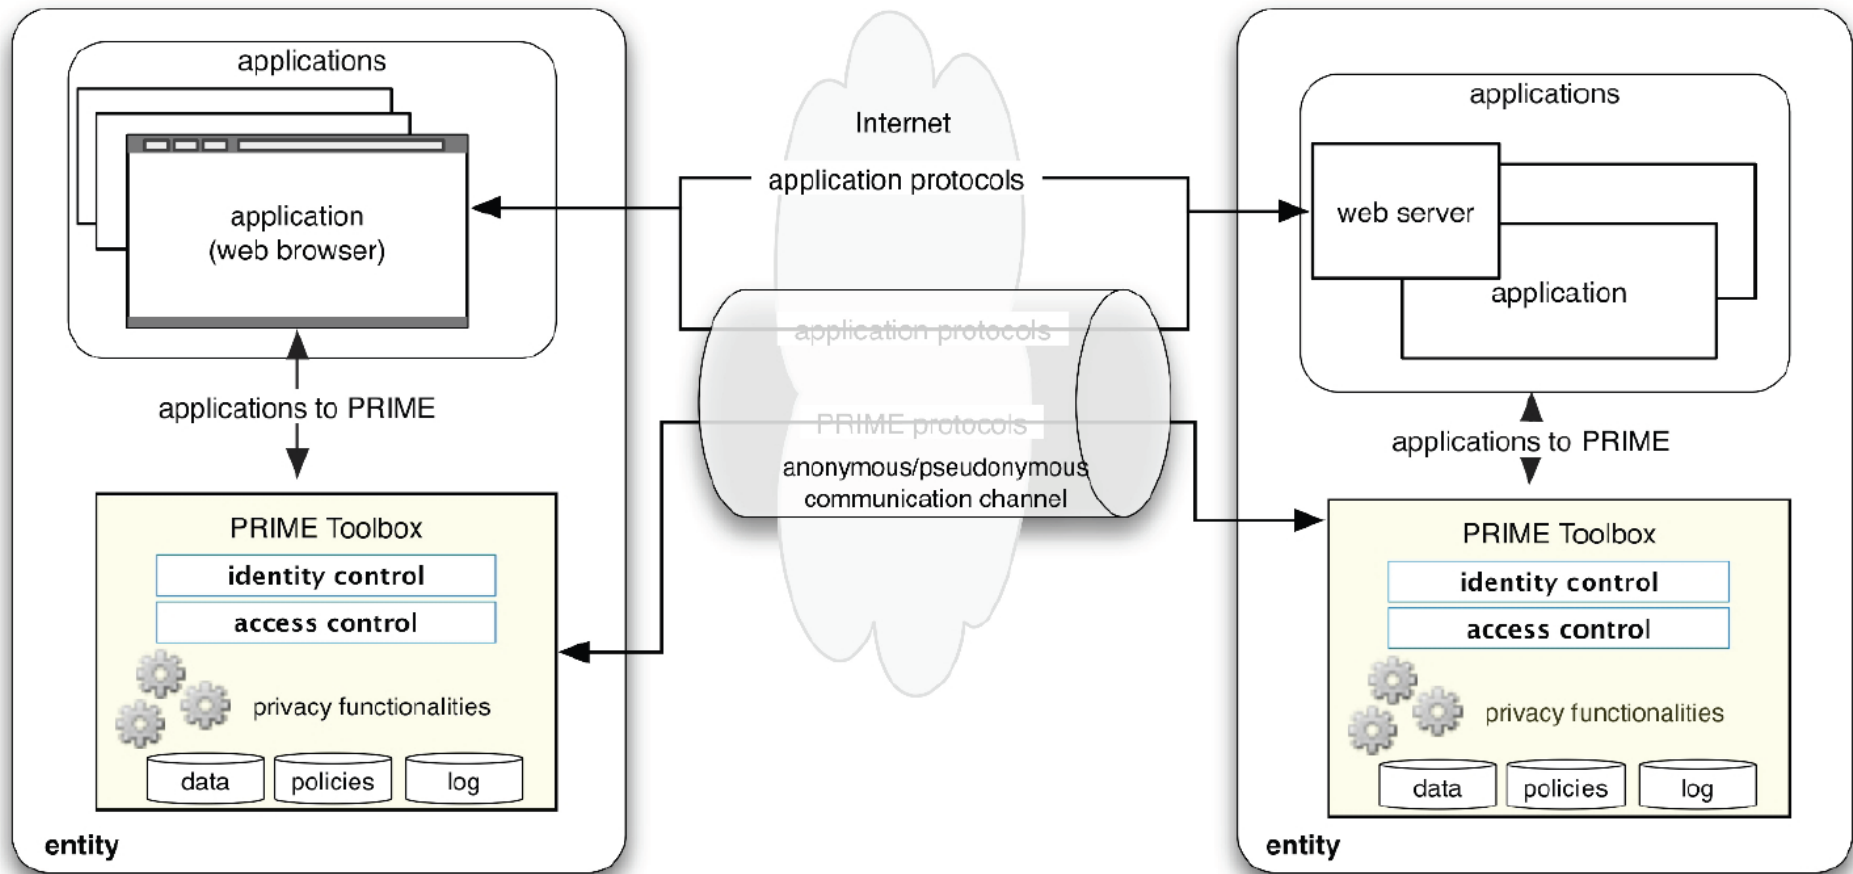 applications
application
(web browser)
applications to PRIME
PRIME Toolbox
identity control
access control
privacy functionalities
data
policies
log
entity
Internet
application protocols
application protocols
PRIME protocols
anonymous/pseudonymous
communication channel
applications
web server
application
applications to PRIME
PRIME Toolbox
identity control
access control
privacy functionalities
data
policies
log
entity